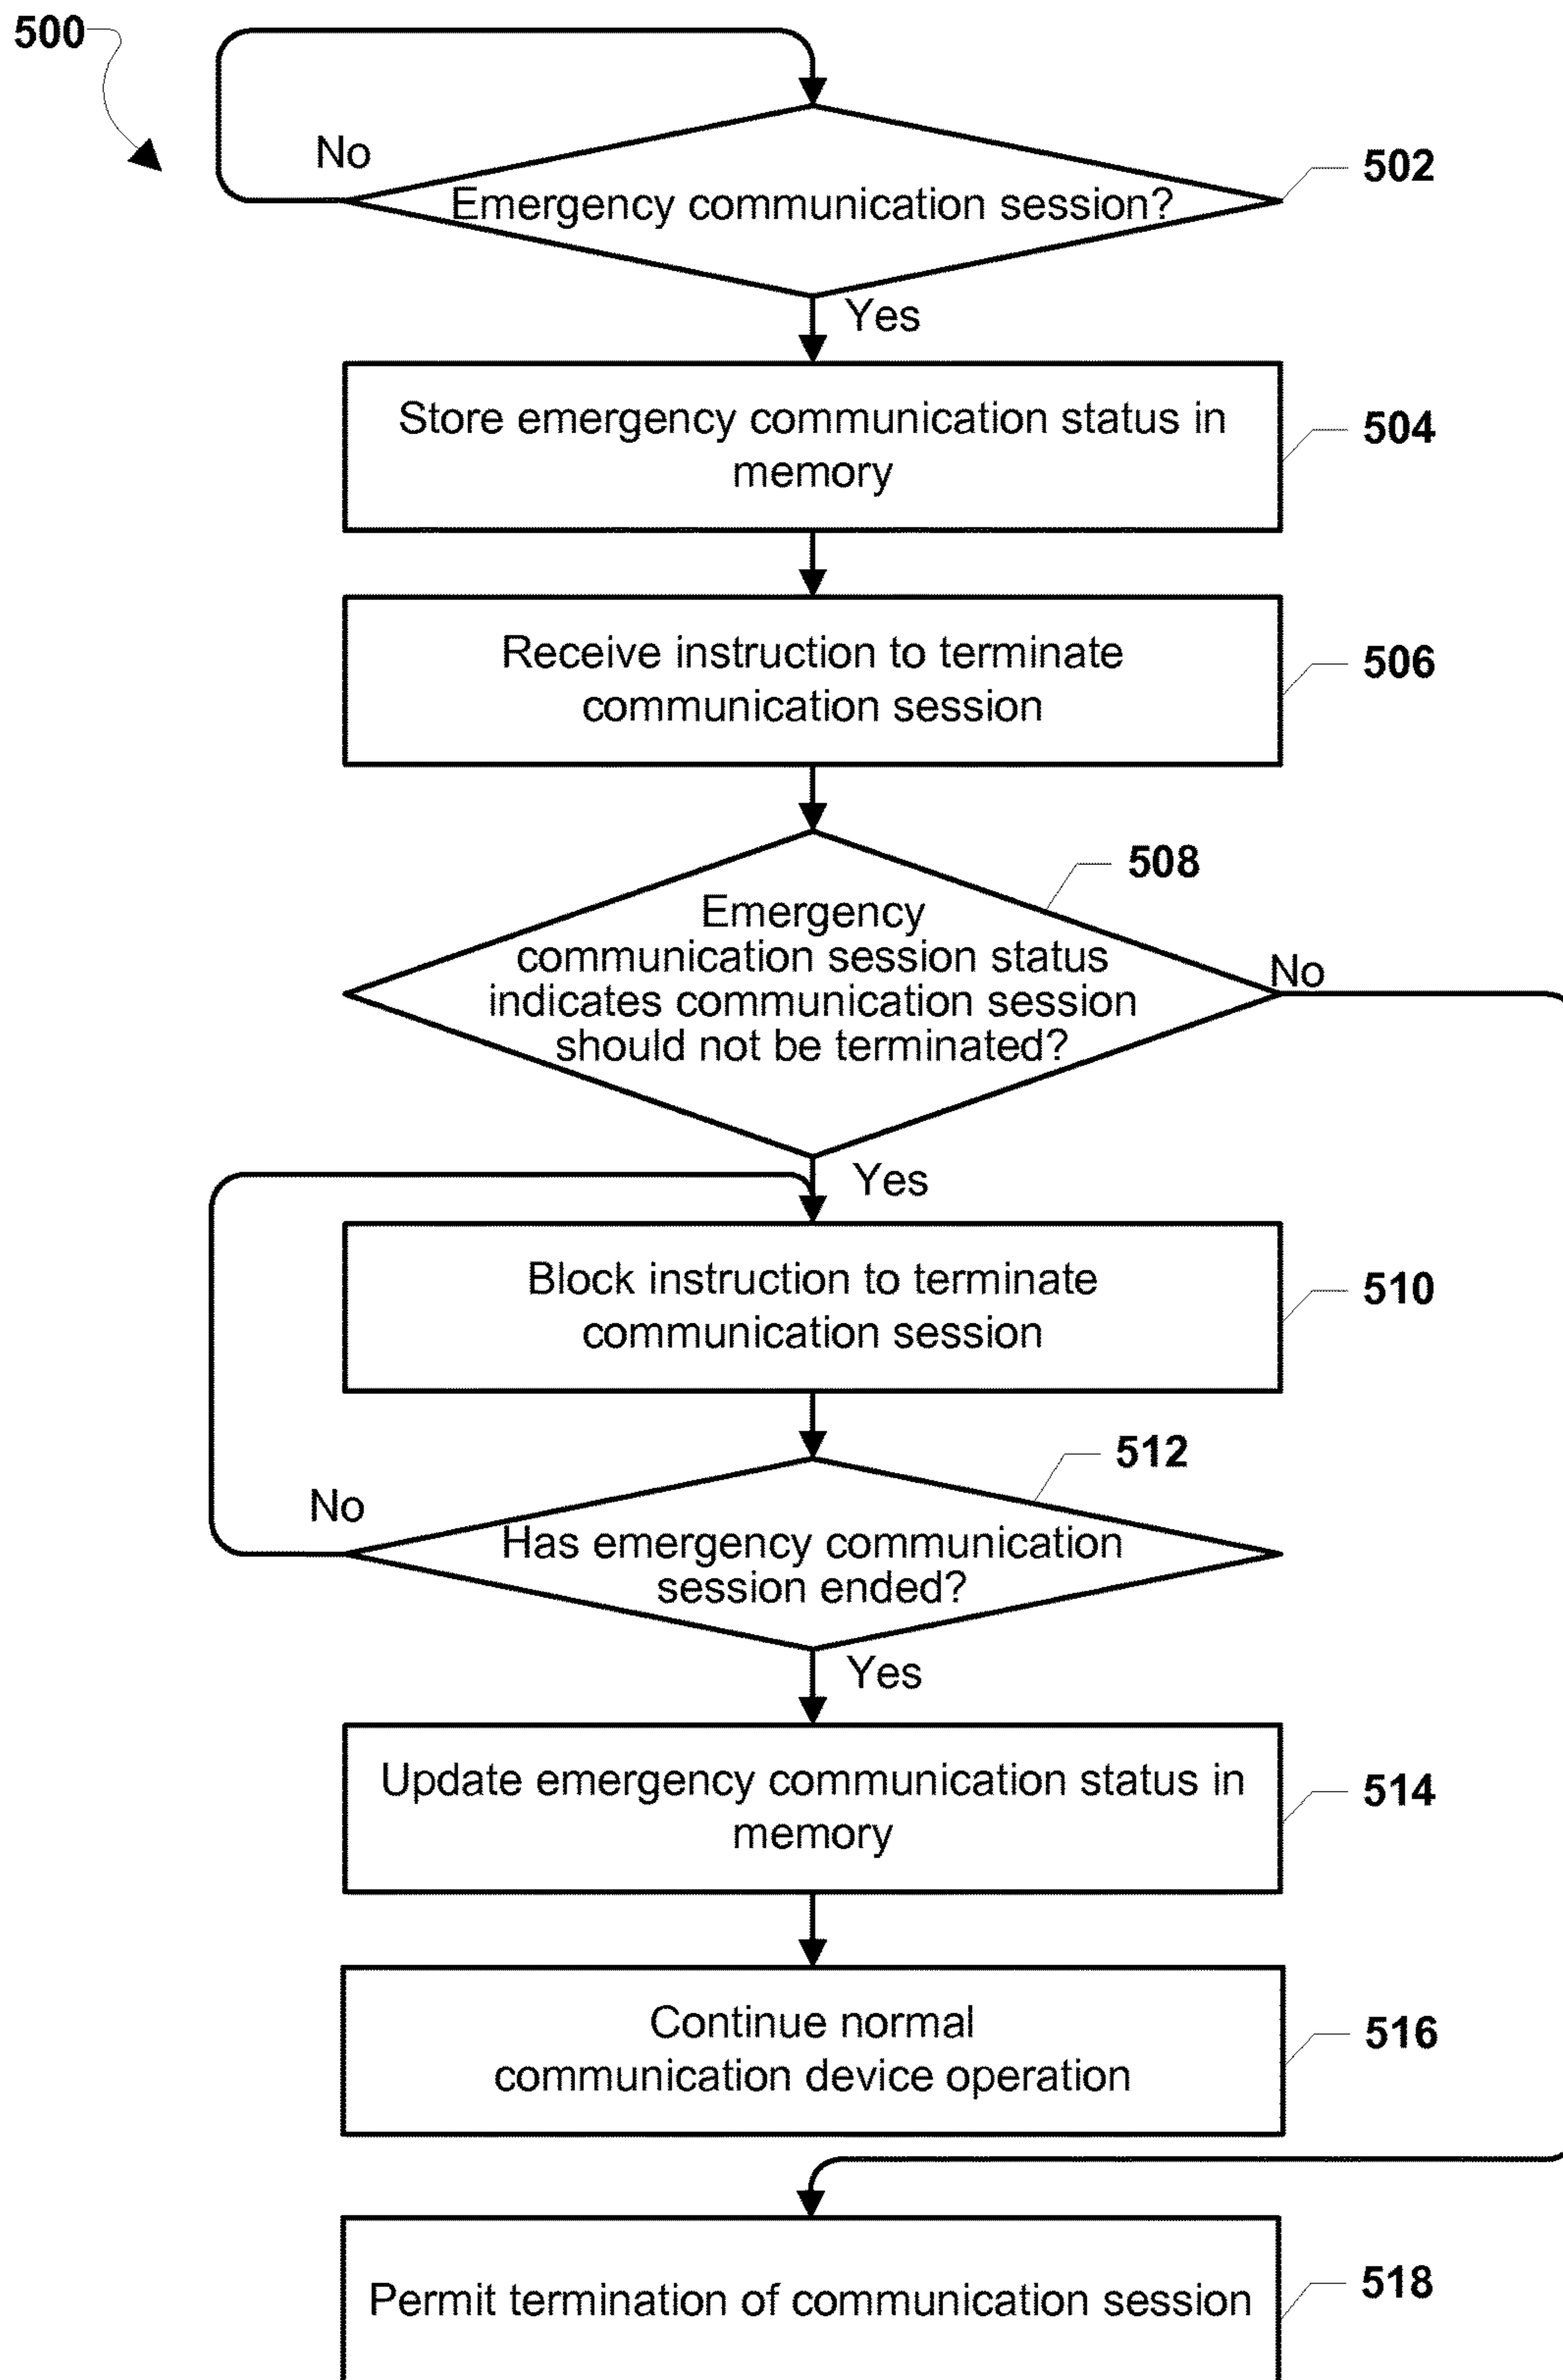 500
No
502
Emergency communication session?
Yes
Store emergency communication status in
memory
504
Receive instruction to terminate
communication session
506
508
Emergency
communication session status
indicates communication session
should not be terminated?
No
Yes
Block instruction to terminate
communication session
510
512
No
Has emergency communication
session ended?
Yes
Update emergency communication status in
memory
514
Continue normal
communication device operation
516
Permit termination of communication session
518